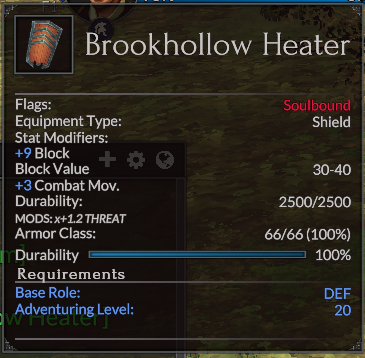 Brookhollow Heater
Flags: Soulbound
Equipment Type: Shield
Stat Modifiers:
+9 Block
Block Value 30-40
+3 Combat Mov.
Durability: 2500/2500
MODS: x+1.2 THREAT
Armor Class: 66/66 (100%)
Durability 100%
Requirements
Base Role: DEF
Adventuring Level: 20
Heater]